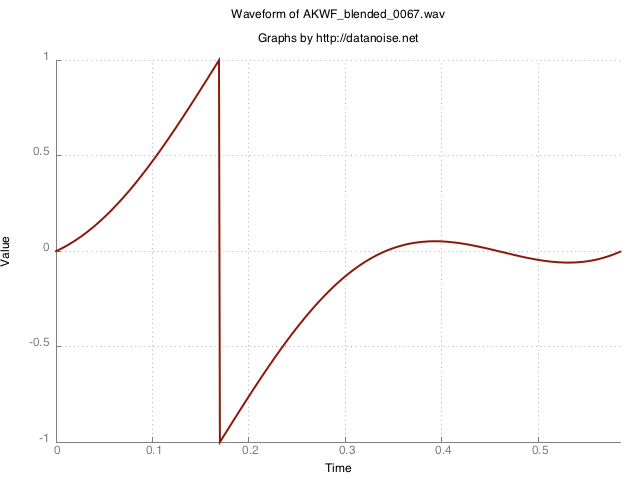 Waveform of AKWF_blended_0067.wav
Graphs by http://datanoise.net
1
0.5
0
-0.5
-1
Value
0 0.1 0.2 0.3 0.4 0.5
Time